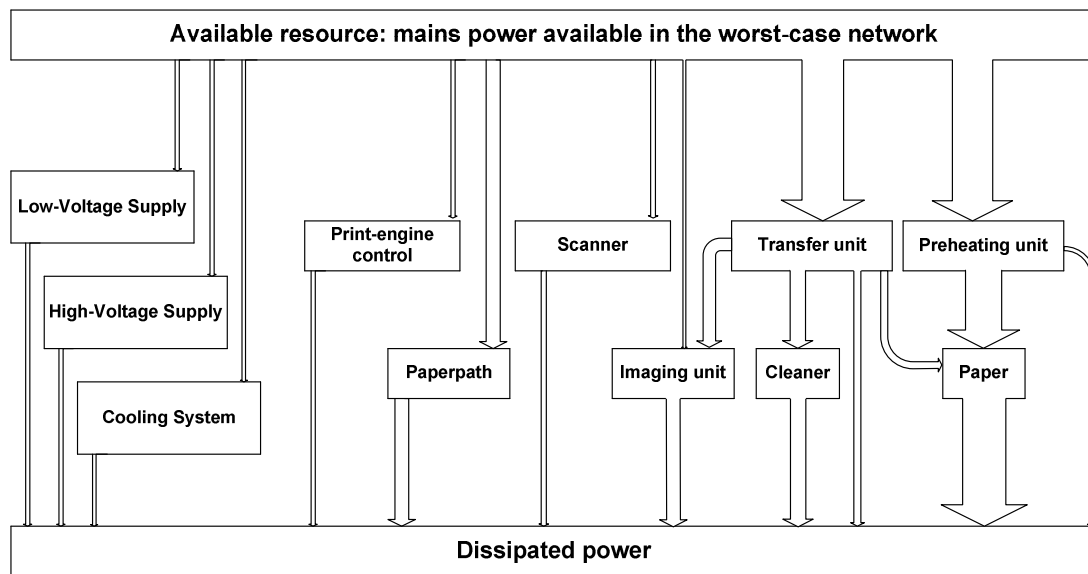 Available resource: mains power available in the worst-case network
Low-Voltage Supply
Print-engine
control
Scanner
Transfer unit
Preheating unit
High-Voltage Supply
Paperpath
Imaging unit
Cleaner
Paper
Cooling System
Dissipated power